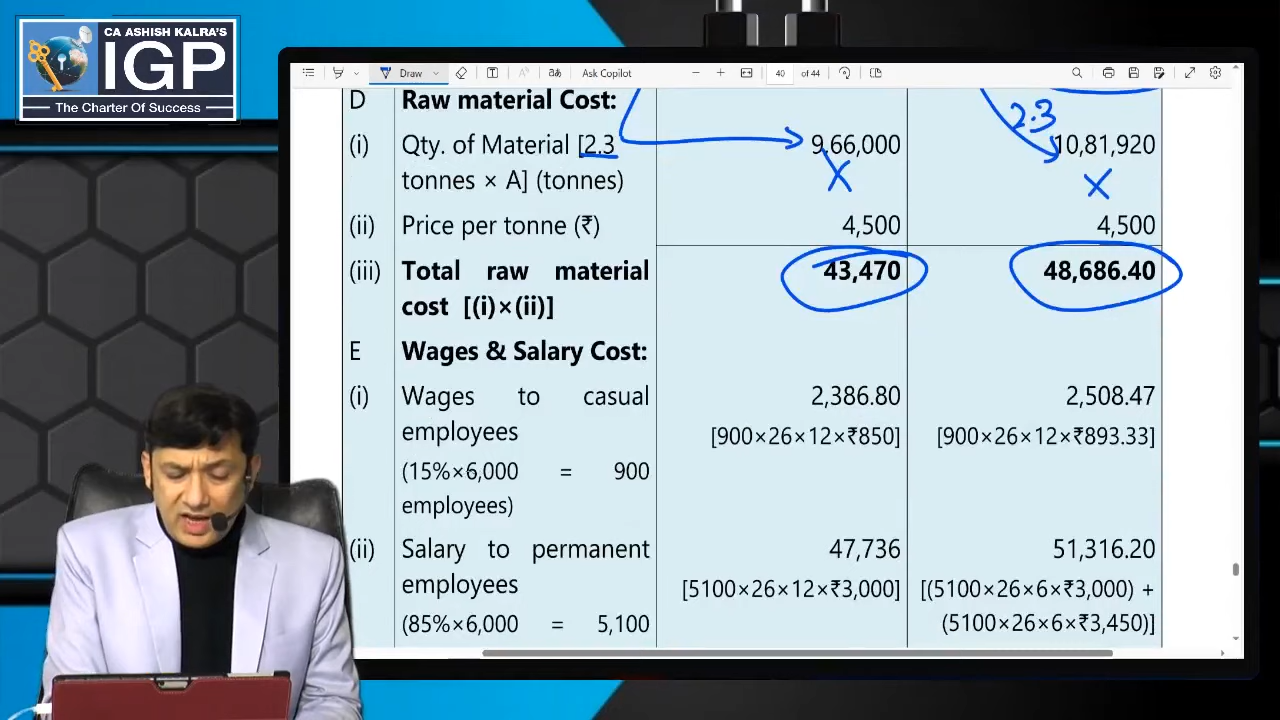 CA ASHISH KALRA'S
IGP
The Charter Of Success
Draw
Ask Copilot
40 of 44
D Raw material Cost:
2.3
(i) Qty. of Material [2.3 9,66,000 10,81,920
tonnes × A] (tonnes) X X
(ii) Price per tonne (₹) 4,500 4,500
(iii) Total raw material 43,470 48,686.40
cost [(i)×(ii)]
E Wages & Salary Cost:
(i) Wages to casual 2,386.80 2,508.47
employees [900×26×12×₹850] [900×26×12×₹893.33]
(15%×6,000 = 900
employees)
(ii) Salary to permanent 47,736 51,316.20
employees [5100×26×12×₹3,000] [(5100×26×6×₹3,000) +
(85%×6,000 = 5,100 (5100×26×6×₹3,450)]